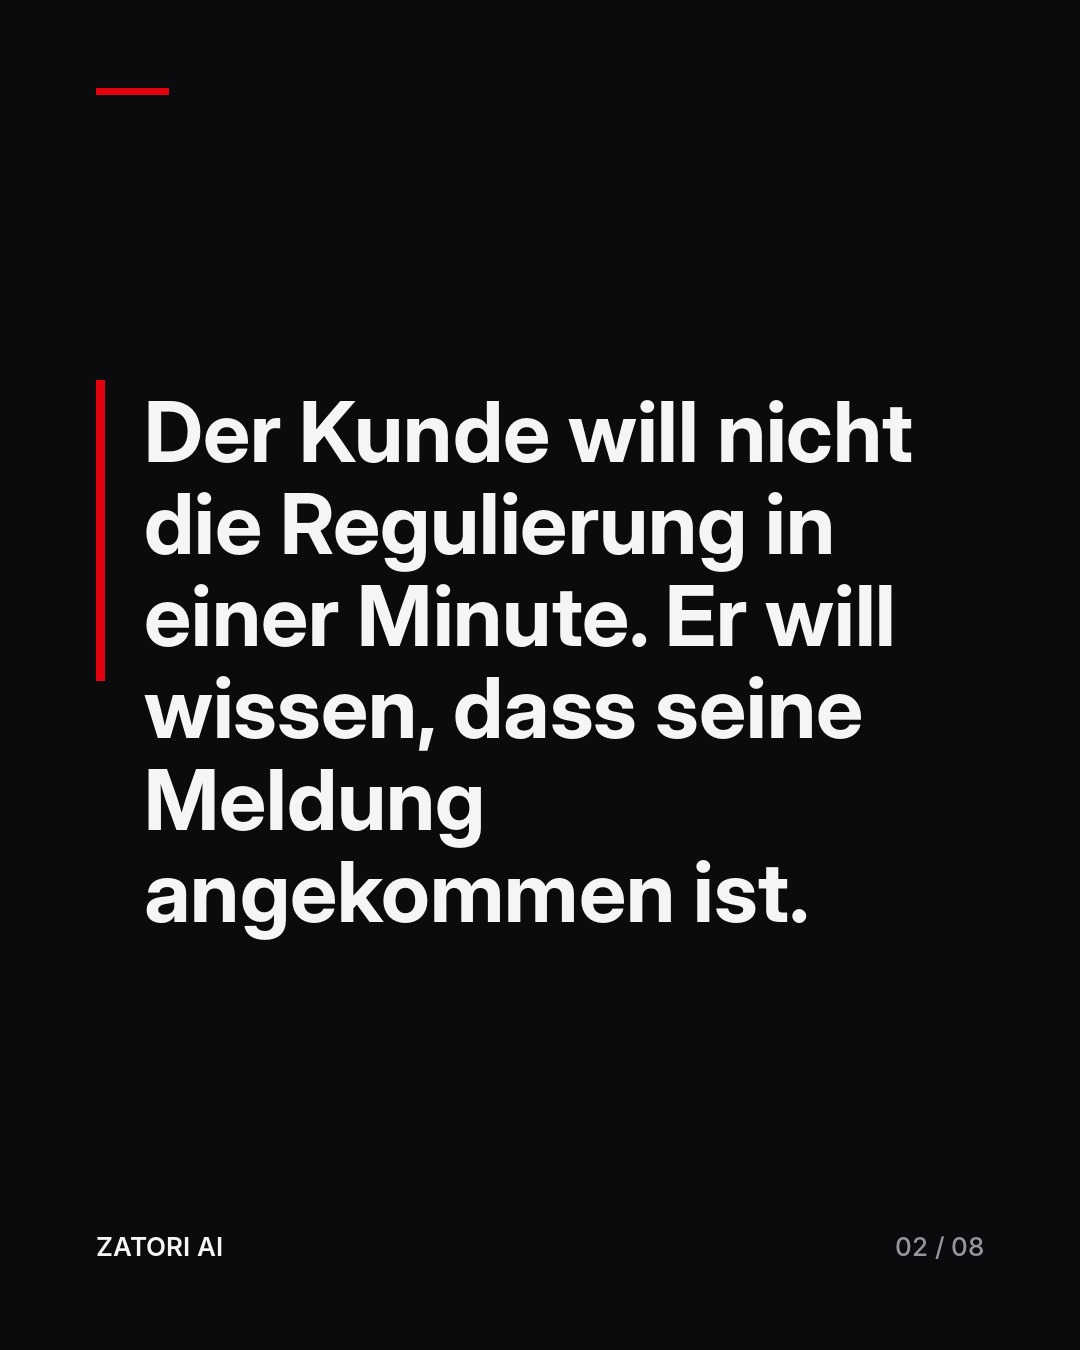 Der Kunde will nicht
die Regulierung in
einer Minute. Er will
wissen, dass seine
Meldung
angekommen ist.
ZATORI AI
02 / 08